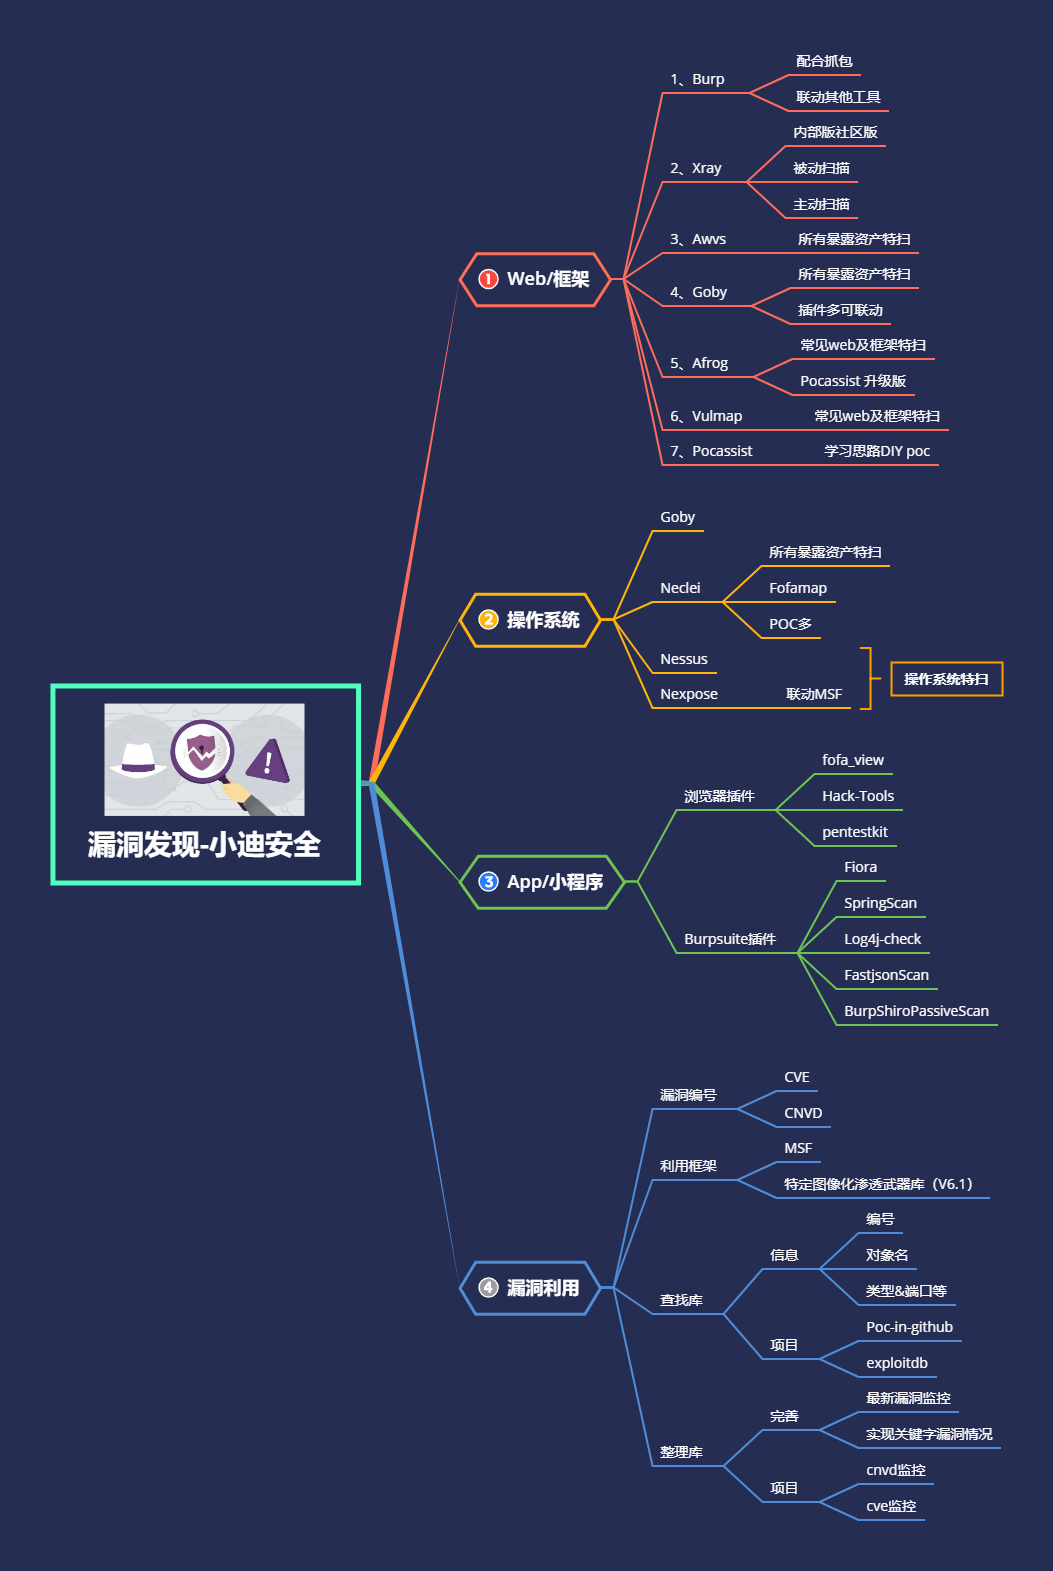 漏洞发现-小迪安全
1 Web/框架
1、Burp
配合抓包
联动其他工具
2、Xray
内部版社区版
被动扫描
主动扫描
3、Awvs
所有暴露资产特扫
4、Goby
所有暴露资产特扫
插件多可联动
5、Afrog
常见web及框架特扫
Pocassist 升级版
6、Vulmap
常见web及框架特扫
7、Pocassist
学习思路DIY poc
2 操作系统
Goby
Neclei
所有暴露资产特扫
Fofamap
POC多
Nessus
Nexpose
联动MSF
操作系统特扫
3 App/小程序
浏览器插件
fofa_view
Hack-Tools
pentestkit
Burpsuite插件
Fiora
SpringScan
Log4j-check
FastjsonScan
BurpShiroPassiveScan
4 漏洞利用
漏洞编号
CVE
CNVD
利用框架
MSF
特定图像化渗透武器库（V6.1）
查找库
信息
编号
对象名
类型&端口等
项目
Poc-in-github
exploitdb
整理库
完善
最新漏洞监控
实现关键字漏洞情况
项目
cnvd监控
cve监控